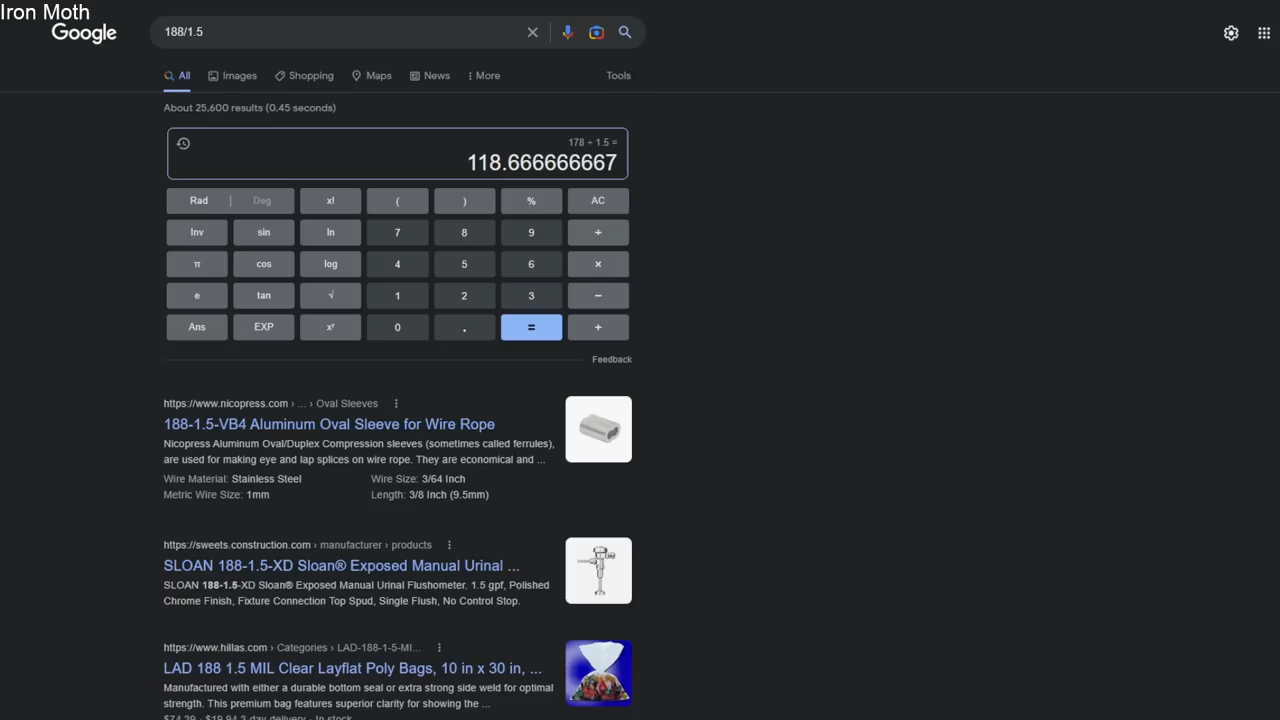 Iron Moth
Google
188/1.5
All Images Shopping Maps News More Tools
About 25,600 results (0.45 seconds)
178 ÷ 1.5 =
118.666666667
Rad | Deg x! ( ) % AC
Inv sin ln 7 8 9 ÷
π cos log 4 5 6 ×
e tan √ 1 2 3 −
Ans EXP xʸ 0 . = +
Feedback
https://www.nicopress.com › ... › Oval Sleeves
188-1.5-VB4 Aluminum Oval Sleeve for Wire Rope
Nicopress Aluminum Oval/Duplex Compression sleeves (sometimes called ferrules),
are used for making eye and lap splices on wire rope. They are economical and ...
Wire Material: Stainless Steel Wire Size: 3/64 Inch
Metric Wire Size: 1mm Length: 3/8 Inch (9.5mm)
https://sweets.construction.com › manufacturer › products
SLOAN 188-1.5-XD Sloan® Exposed Manual Urinal ...
SLOAN 188-1.5-XD Sloan® Exposed Manual Urinal Flushometer. 1.5 gpf, Polished
Chrome Finish, Fixture Connection Top Spud, Single Flush, No Control Stop.
https://www.hillas.com › Categories › LAD-188-1-5-MI...
LAD 188 1.5 MIL Clear Layflat Poly Bags, 10 in x 30 in, ...
Manufactured with either a durable bottom seal or extra strong side weld for optimal
strength. This premium bag features superior clarity for showing the ...
$74.39 - $19.94 3 day delivery · In stock